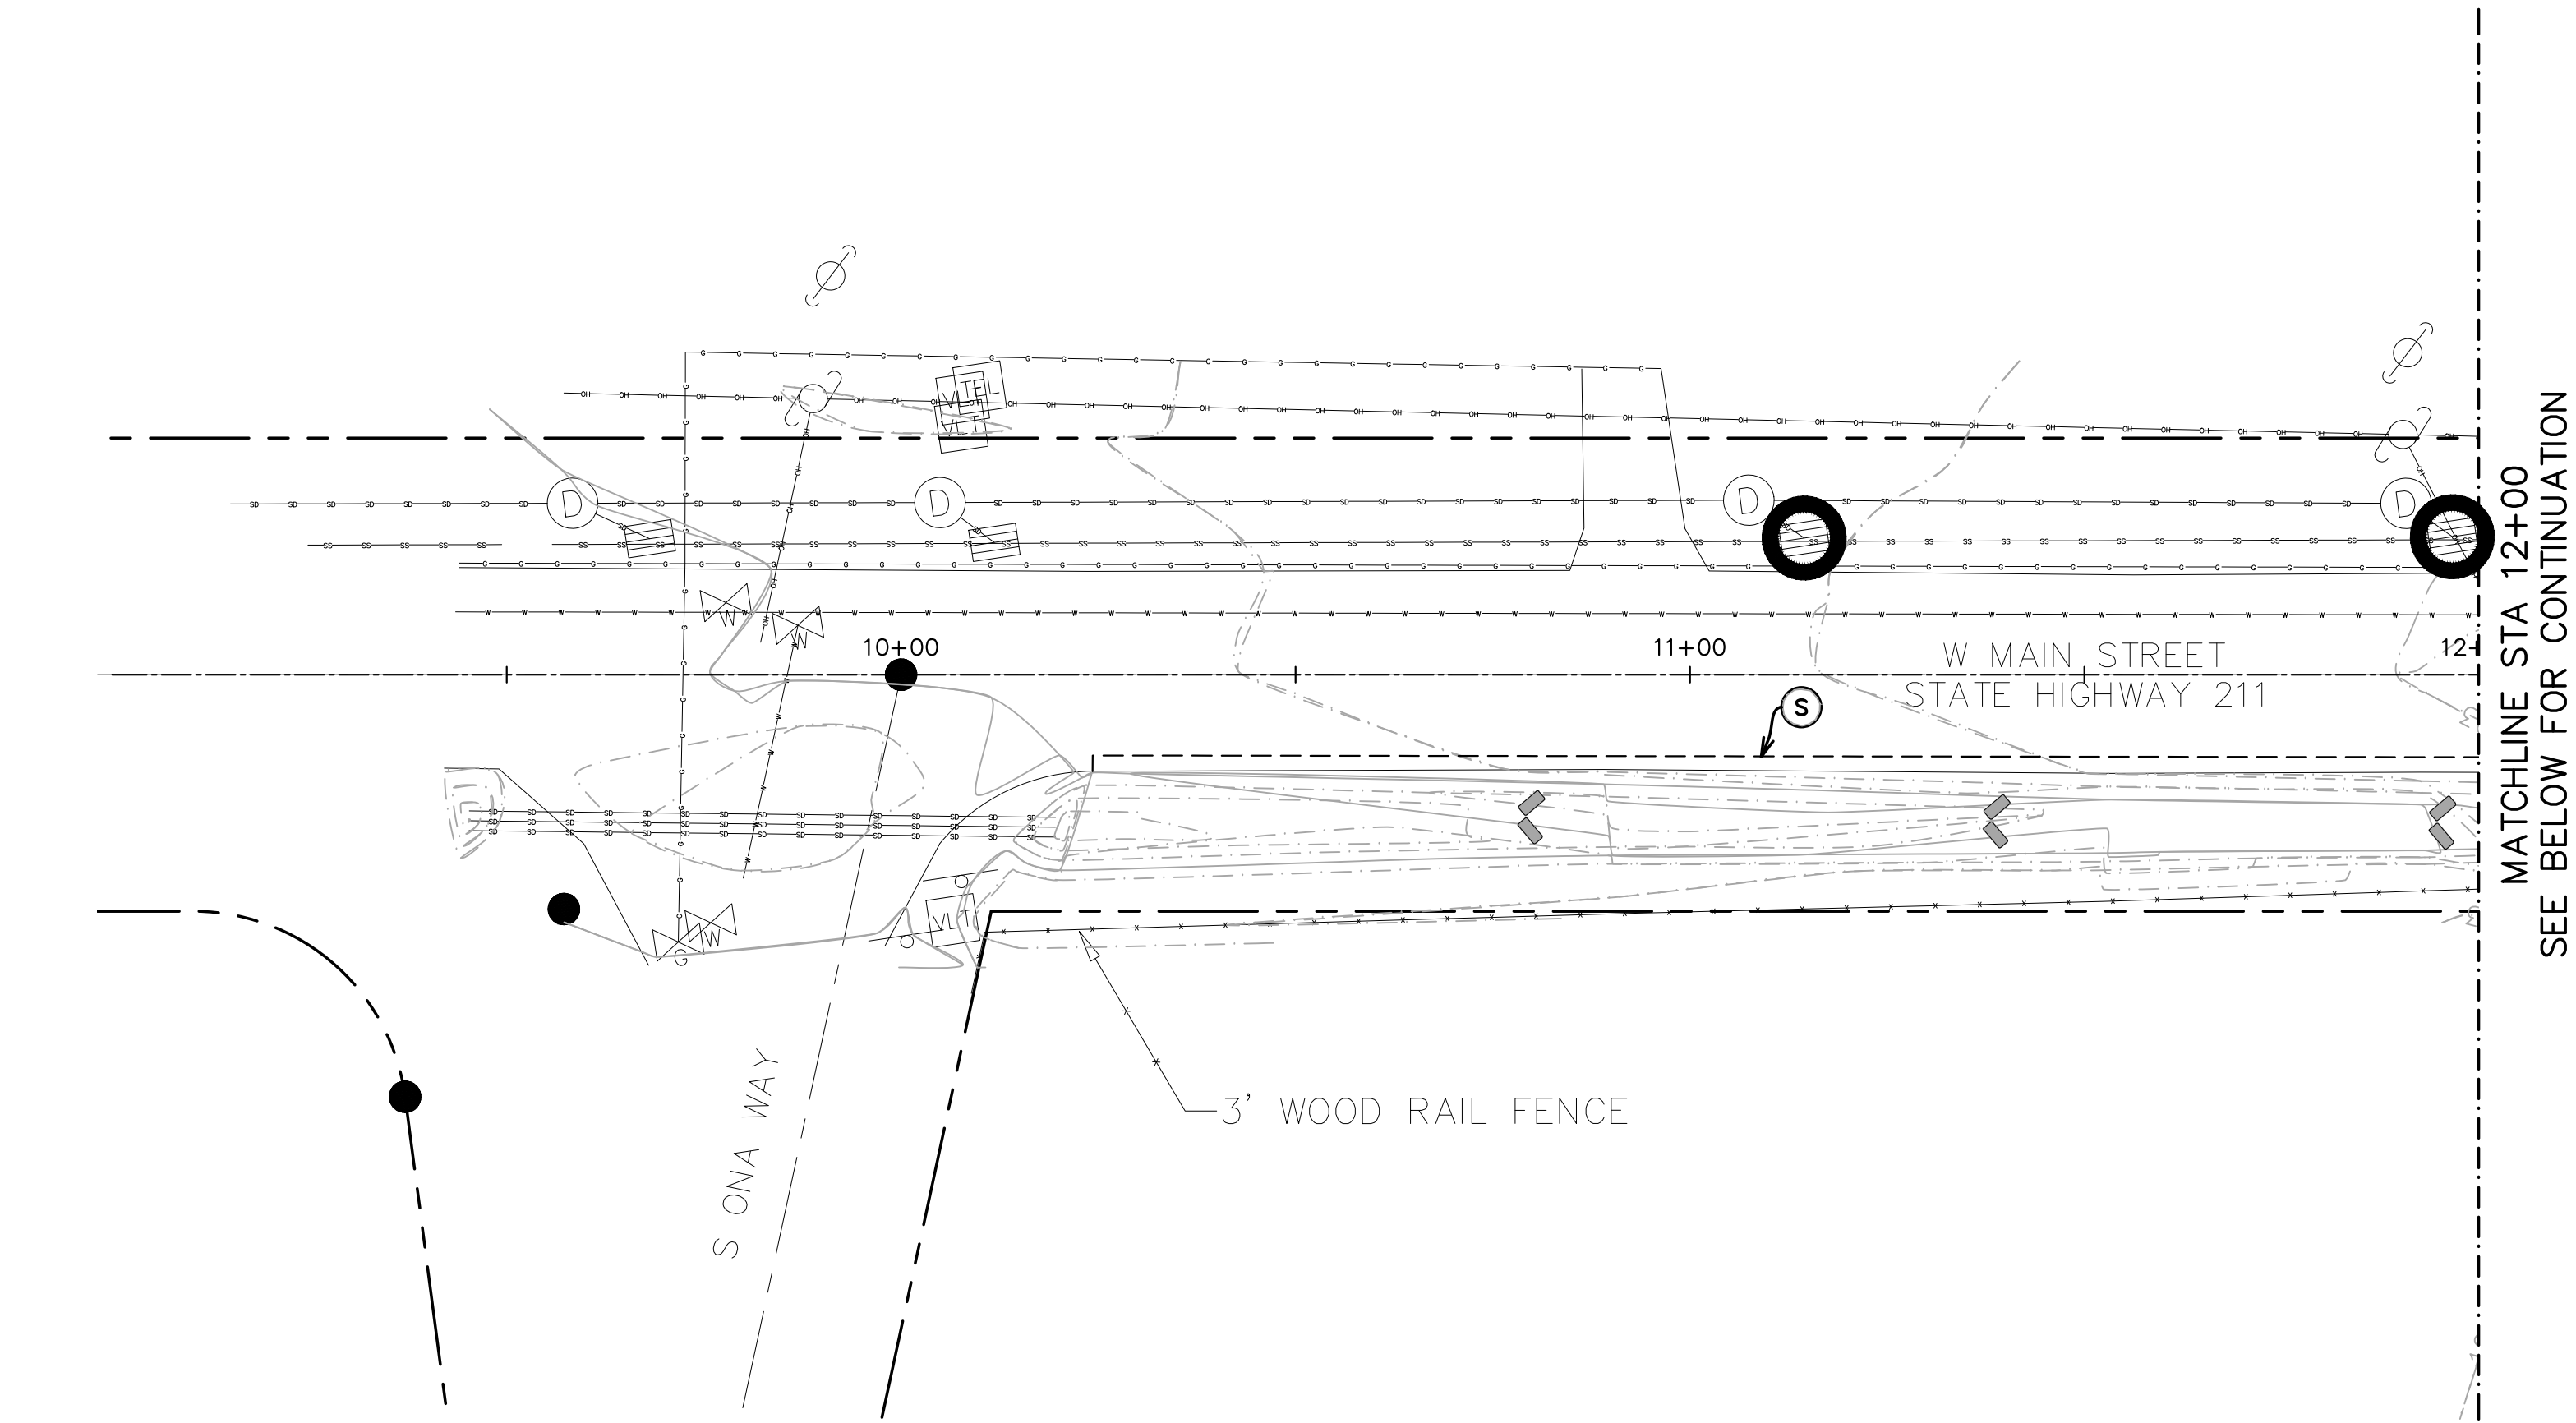 TEL
VLT
VLT
D
D
D
D
W
W
10+00
11+00
12+
W MAIN STREET
STATE HIGHWAY 211
S
VLT
W
G
3' WOOD RAIL FENCE
S ONA WAY
MATCHLINE STA 12+00
SEE BELOW FOR CONTINUATION